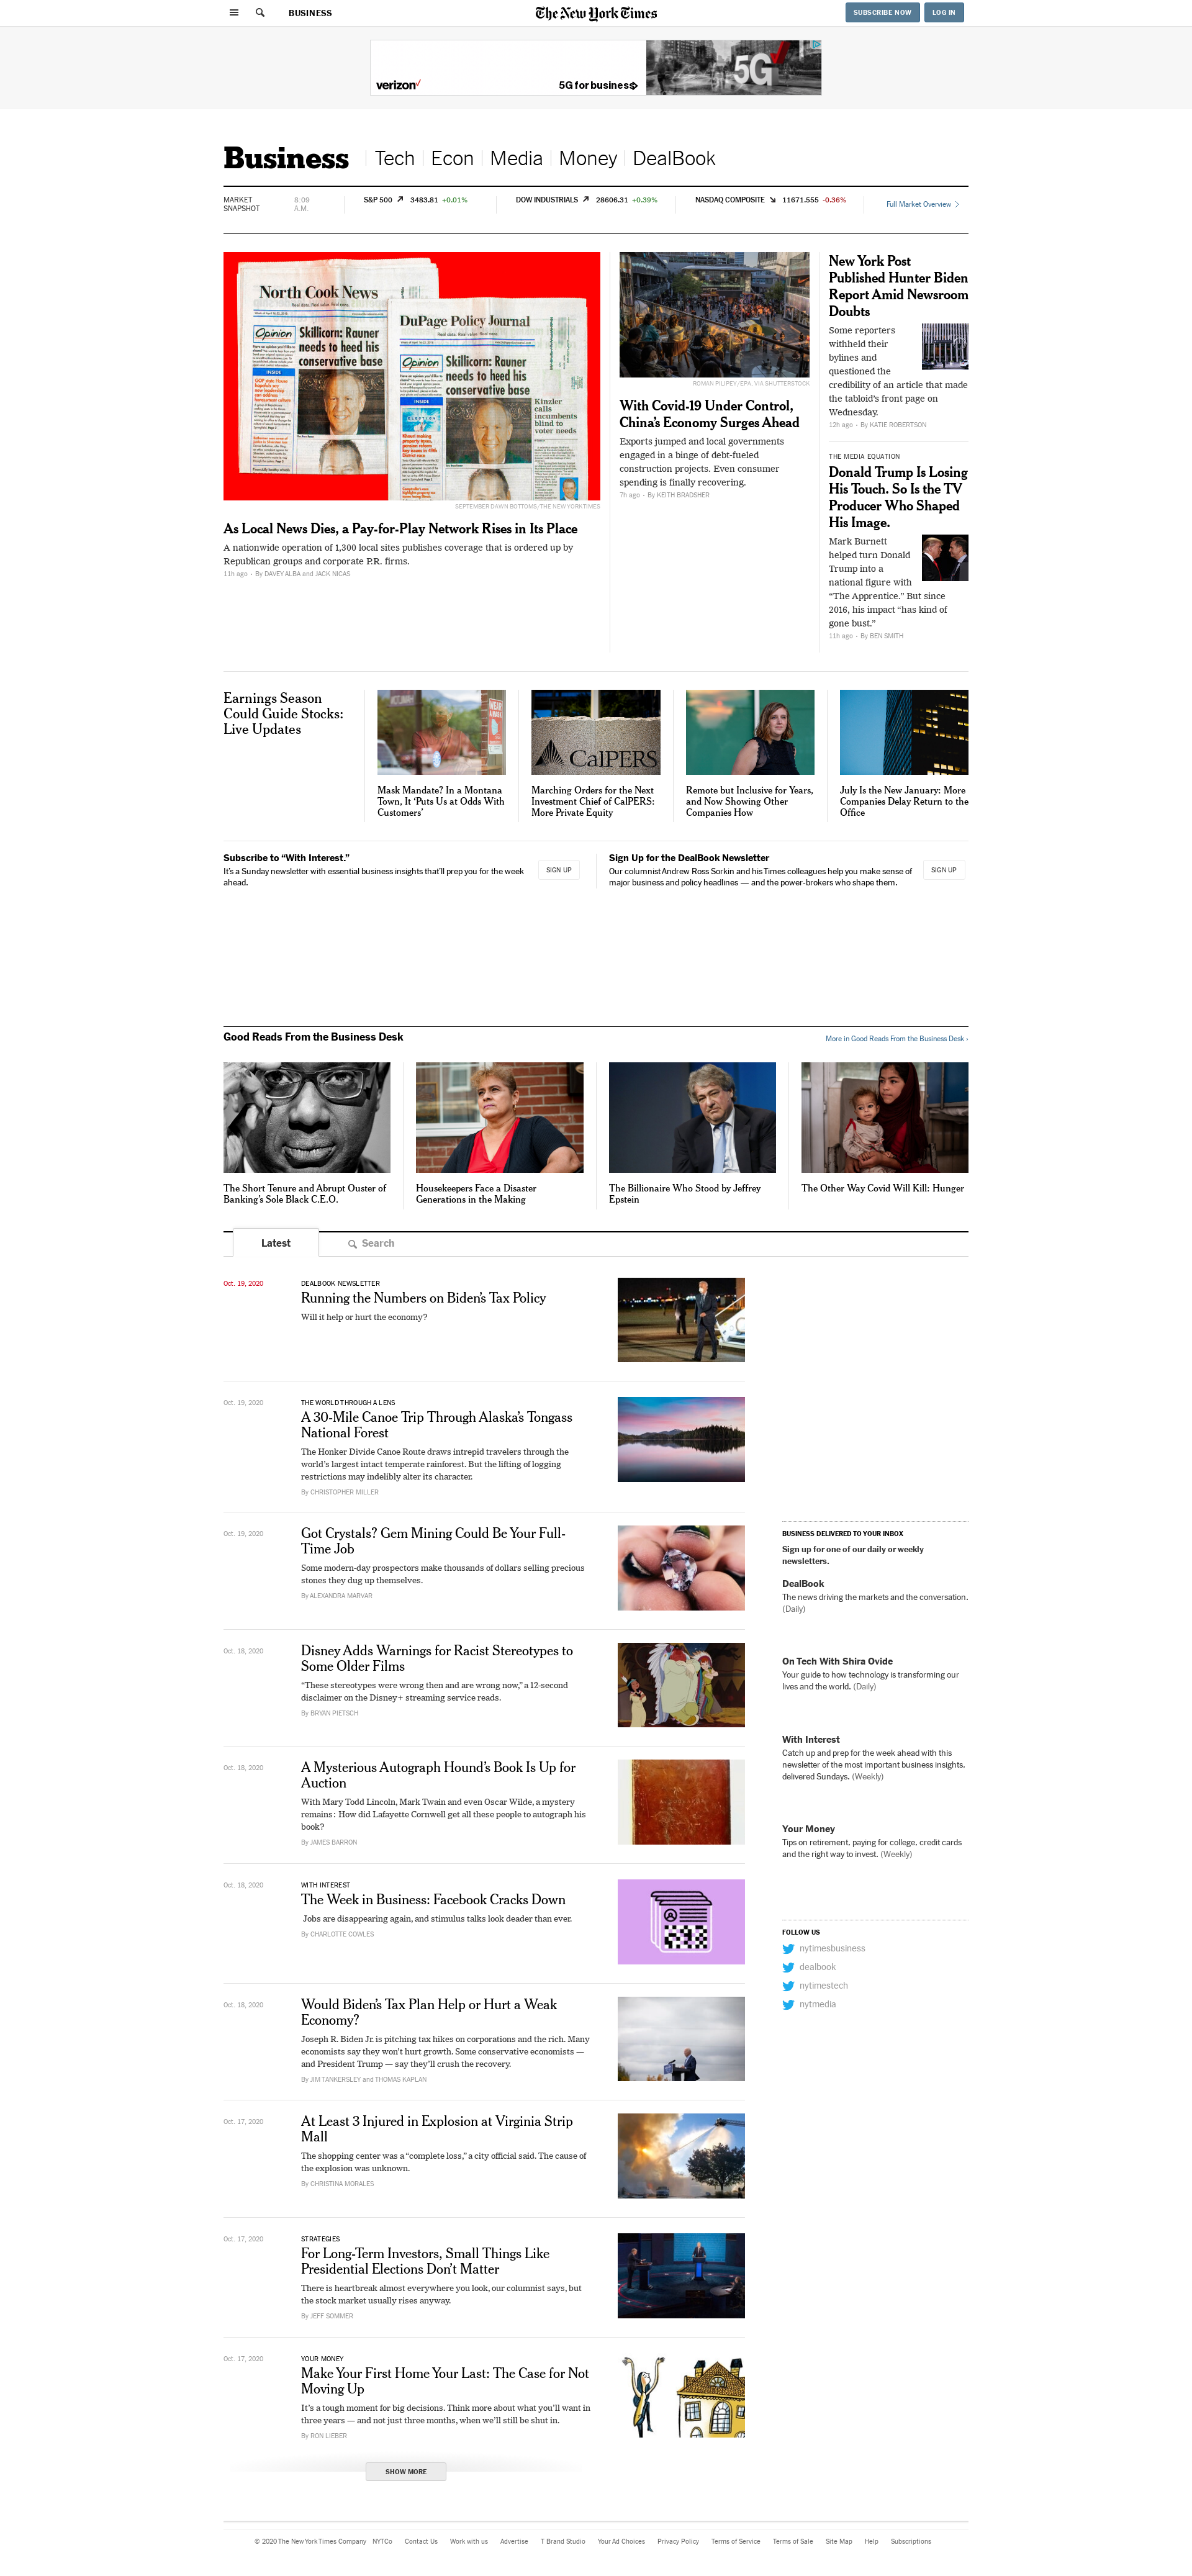 BUSINESS
The New York Times
SUBSCRIBE NOW
LOG IN
verizon
5G for business
5G
Business
Tech
Econ
Media
Money
DealBook
MARKET
SNAPSHOT
8:09
A.M.
S&P 500 3483.81 +0.01%
DOW INDUSTRIALS 28606.31 +0.39%
NASDAQ COMPOSITE 11671.555 -0.36%
Full Market Overview
North Cook News
DuPage Policy Journal
Opinion
Skillicorn: Rauner
needs to heed his
conservative base
INSIDE
Opinion
Skillicorn: Rauner
needs to heed his
conservative base
INSIDE
Kinzler
calls
incumbents
blind to
voter
needs
SEPTEMBER DAWN BOTTOMS/THE NEW YORK TIMES
As Local News Dies, a Pay-for-Play Network Rises in Its Place
A nationwide operation of 1,300 local sites publishes coverage that is ordered up by
Republican groups and corporate P.R. firms.
11h ago • By DAVEY ALBA and JACK NICAS
ROMAN PILIPEY/EPA, VIA SHUTTERSTOCK
With Covid-19 Under Control,
China’s Economy Surges Ahead
Exports jumped and local governments
engaged in a binge of debt-fueled
construction projects. Even consumer
spending is finally recovering.
7h ago • By KEITH BRADSHER
New York Post
Published Hunter Biden
Report Amid Newsroom
Doubts
Some reporters
withheld their
bylines and
questioned the
credibility of an article that made
the tabloid’s front page on
Wednesday.
12h ago • By KATIE ROBERTSON
THE MEDIA EQUATION
Donald Trump Is Losing
His Touch. So Is the TV
Producer Who Shaped
His Image.
Mark Burnett
helped turn Donald
Trump into a
national figure with
“The Apprentice.” But since
2016, his impact “has kind of
gone bust.”
11h ago • By BEN SMITH
Earnings Season
Could Guide Stocks:
Live Updates
WEAR A MASK
Mask Mandate? In a Montana
Town, It ‘Puts Us at Odds With
Customers’
CalPERS
Marching Orders for the Next
Investment Chief of CalPERS:
More Private Equity
Remote but Inclusive for Years,
and Now Showing Other
Companies How
July Is the New January: More
Companies Delay Return to the
Office
Subscribe to “With Interest.”
It’s a Sunday newsletter with essential business insights that’ll prep you for the week
ahead.
SIGN UP
Sign Up for the DealBook Newsletter
Our columnist Andrew Ross Sorkin and his Times colleagues help you make sense of
major business and policy headlines — and the power-brokers who shape them.
SIGN UP
Good Reads From the Business Desk
More in Good Reads From the Business Desk ›
The Short Tenure and Abrupt Ouster of
Banking’s Sole Black C.E.O.
Housekeepers Face a Disaster
Generations in the Making
The Billionaire Who Stood by Jeffrey
Epstein
The Other Way Covid Will Kill: Hunger
Latest
Search
Oct. 19, 2020
DEALBOOK NEWSLETTER
Running the Numbers on Biden’s Tax Policy
Will it help or hurt the economy?
Oct. 19, 2020
THE WORLD THROUGH A LENS
A 30-Mile Canoe Trip Through Alaska’s Tongass
National Forest
The Honker Divide Canoe Route draws intrepid travelers through the
world’s largest intact temperate rainforest. But the lifting of logging
restrictions may indelibly alter its character.
By CHRISTOPHER MILLER
Oct. 19, 2020
Got Crystals? Gem Mining Could Be Your Full-
Time Job
Some modern-day prospectors make thousands of dollars selling precious
stones they dug up themselves.
By ALEXANDRA MARVAR
Oct. 18, 2020
Disney Adds Warnings for Racist Stereotypes to
Some Older Films
“These stereotypes were wrong then and are wrong now,” a 12-second
disclaimer on the Disney+ streaming service reads.
By BRYAN PIETSCH
Oct. 18, 2020
A Mysterious Autograph Hound’s Book Is Up for
Auction
With Mary Todd Lincoln, Mark Twain and even Oscar Wilde, a mystery
remains: How did Lafayette Cornwell get all these people to autograph his
book?
By JAMES BARRON
Oct. 18, 2020
WITH INTEREST
The Week in Business: Facebook Cracks Down
Jobs are disappearing again, and stimulus talks look deader than ever.
By CHARLOTTE COWLES
Oct. 18, 2020
Would Biden’s Tax Plan Help or Hurt a Weak
Economy?
Joseph R. Biden Jr. is pitching tax hikes on corporations and the rich. Many
economists say they won’t hurt growth. Some conservative economists —
and President Trump — say they’ll crush the recovery.
By JIM TANKERSLEY and THOMAS KAPLAN
Oct. 17, 2020
At Least 3 Injured in Explosion at Virginia Strip
Mall
The shopping center was a “complete loss,” a city official said. The cause of
the explosion was unknown.
By CHRISTINA MORALES
Oct. 17, 2020
STRATEGIES
For Long-Term Investors, Small Things Like
Presidential Elections Don’t Matter
There is heartbreak almost everywhere you look, our columnist says, but
the stock market usually rises anyway.
By JEFF SOMMER
Oct. 17, 2020
YOUR MONEY
Make Your First Home Your Last: The Case for Not
Moving Up
It’s a tough moment for big decisions. Think more about what you’ll want in
three years — and not just three months, when we’ll still be shut in.
By RON LIEBER
SHOW MORE
BUSINESS DELIVERED TO YOUR INBOX
Sign up for one of our daily or weekly
newsletters.
DealBook
The news driving the markets and the conversation.
(Daily)
On Tech With Shira Ovide
Your guide to how technology is transforming our
lives and the world. (Daily)
With Interest
Catch up and prep for the week ahead with this
newsletter of the most important business insights,
delivered Sundays. (Weekly)
Your Money
Tips on retirement, paying for college, credit cards
and the right way to invest. (Weekly)
FOLLOW US
nytimesbusiness
dealbook
nytimestech
nytmedia
© 2020 The New York Times Company NYTCo Contact Us Work with us Advertise T Brand Studio Your Ad Choices Privacy Policy Terms of Service Terms of Sale Site Map Help Subscriptions